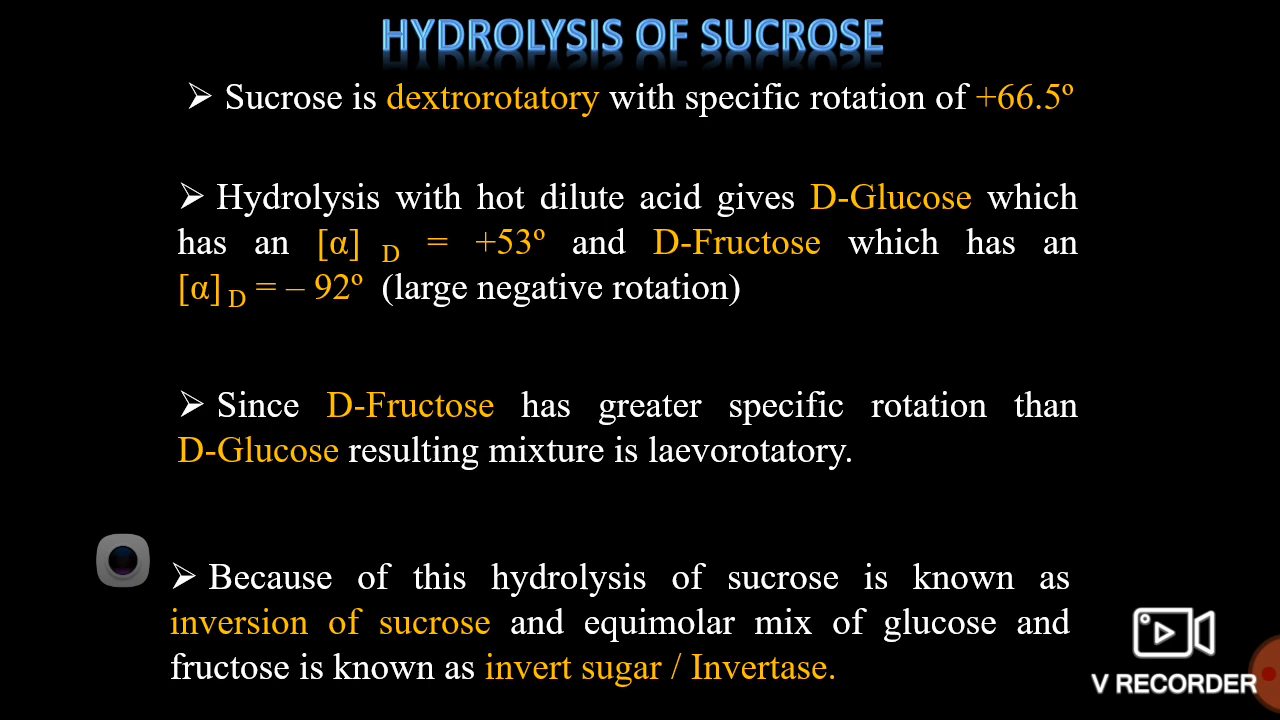 HYDROLYSIS OF SUCROSE
➢ Sucrose is dextrorotatory with specific rotation of +66.5º
➢ Hydrolysis with hot dilute acid gives D-Glucose which
has an [α] D = +53º and D-Fructose which has an
[α] D = – 92º (large negative rotation)
➢ Since D-Fructose has greater specific rotation than
D-Glucose resulting mixture is laevorotatory.
➢ Because of this hydrolysis of sucrose is known as
inversion of sucrose and equimolar mix of glucose and
fructose is known as invert sugar / Invertase.
V RECORDER